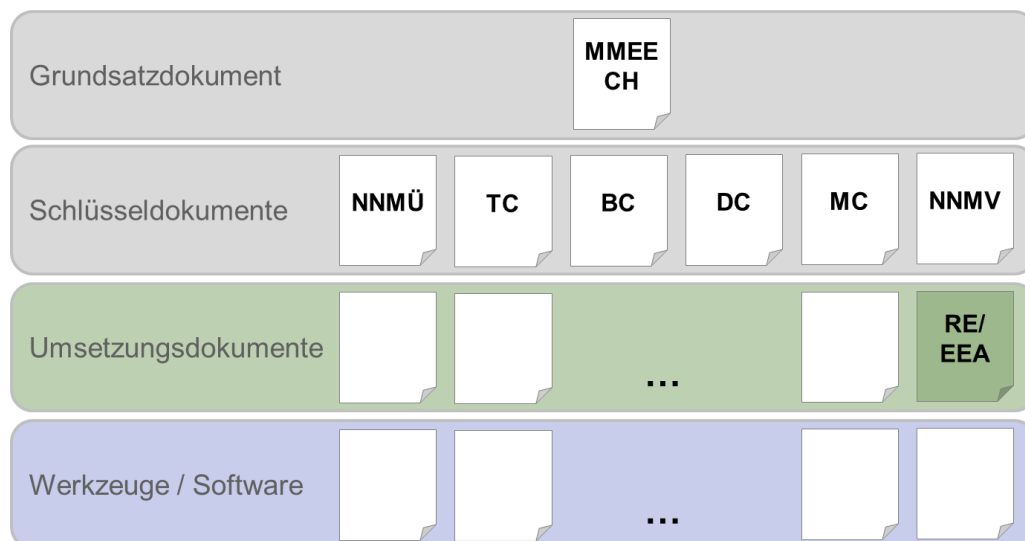 Grundsatzdokument
MMEE
CH
Schlüsseldokumente
NNMÜ
TC
BC
DC
MC
NNMV
Umsetzungsdokumente
...
RE/
EEA
Werkzeuge / Software
...